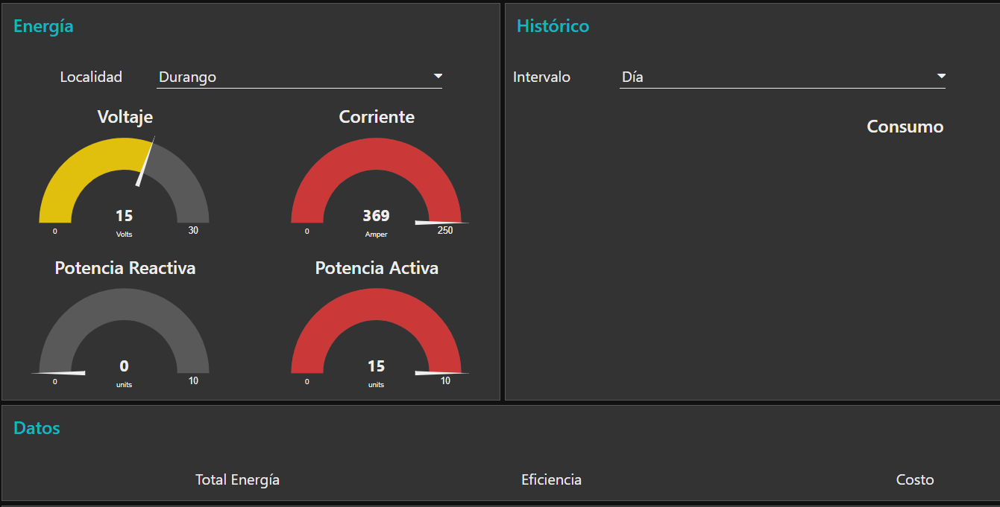 Energía
Localidad Durango
Voltaje Corriente
15 369
Volts Amper
0 30 0 250
Potencia Reactiva Potencia Activa
0 15
units units
0 10 0 10
Histórico
Intervalo Día
Consumo
Datos
Total Energía Eficiencia Costo